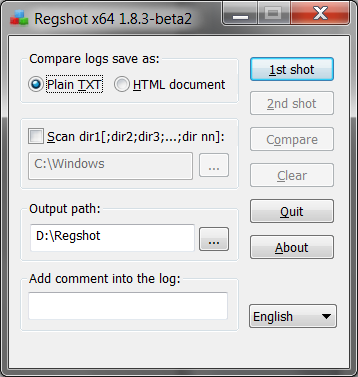 Regshot x64 1.8.3-beta2
Compare logs save as:
Plain TXT
HTML document
1st shot
2nd shot
Scan dir1[;dir2;dir3;...;dir nn]:
C:\Windows
...
Compare
Clear
Output path:
D:\Regshot
...
Quit
About
Add comment into the log:
English